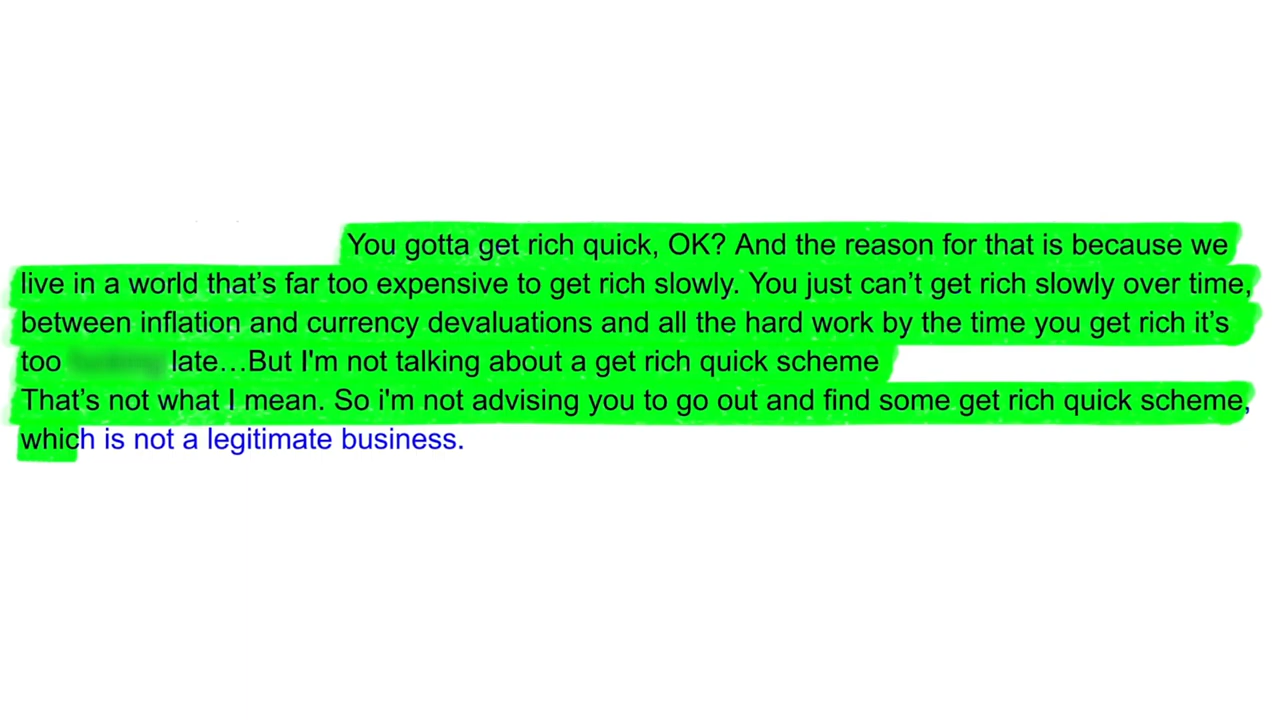 You gotta get rich quick, OK? And the reason for that is because we
live in a world that’s far too expensive to get rich slowly. You just can’t get rich slowly over time,
between inflation and currency devaluations and all the hard work by the time you get rich it’s
too late…But I'm not talking about a get rich quick scheme
That’s not what I mean. So i'm not advising you to go out and find some get rich quick scheme,
which is not a legitimate business.